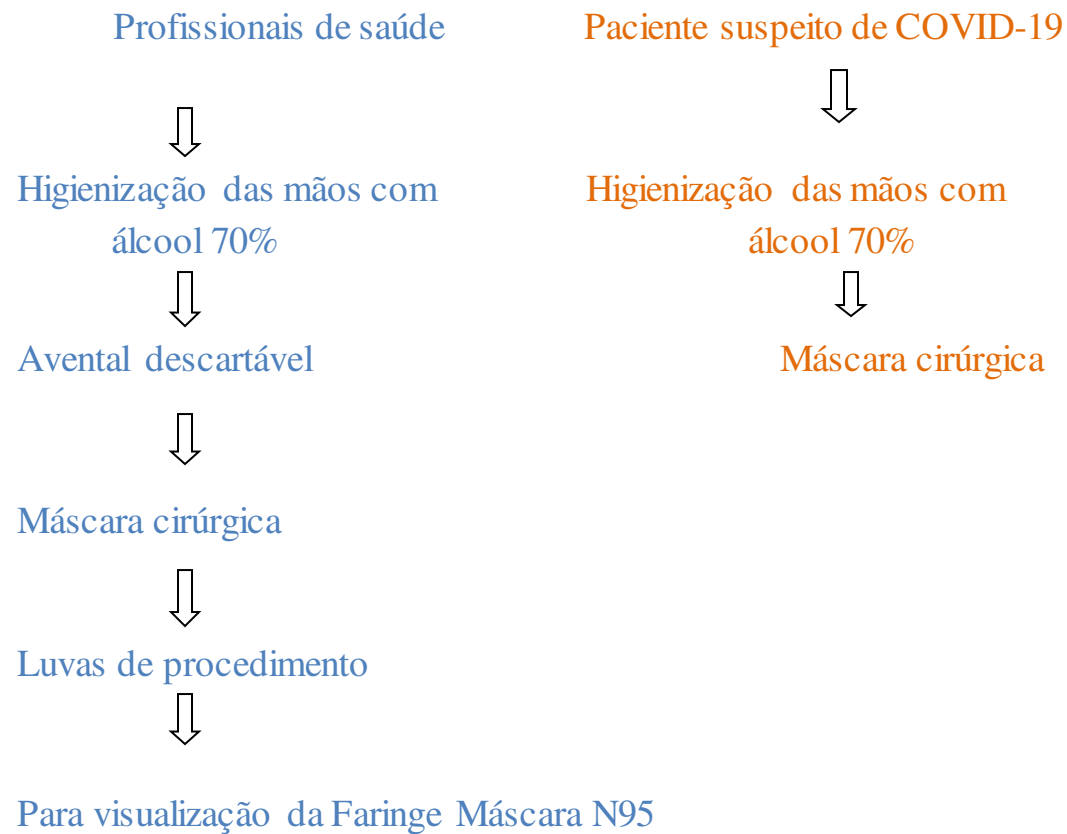 Profissionais de saúde
Higienização das mãos com
álcool 70%
Avental descartável
Máscara cirúrgica
Luvas de procedimento
Para visualização da Faringe Máscara N95
Paciente suspeito de COVID-19
Higienização das mãos com
álcool 70%
Máscara cirúrgica